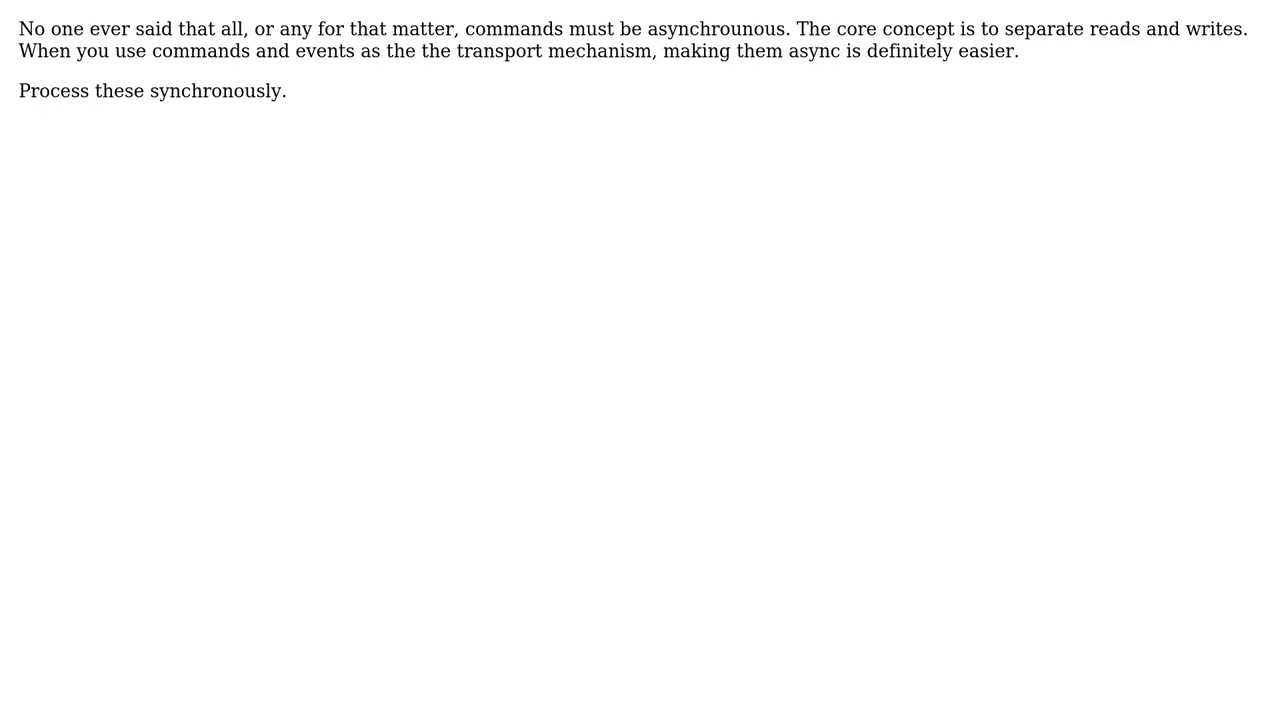 No one ever said that all, or any for that matter, commands must be asynchrounous. The core concept is to separate reads and writes.
When you use commands and events as the the transport mechanism, making them async is definitely easier.
Process these synchronously.